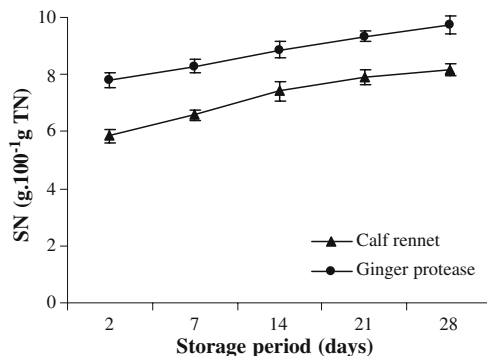 10
8
6
4
2
0
SN (g.100⁻¹g TN)
Calf rennet
Ginger protease
2 7 14 21 28
Storage period (days)